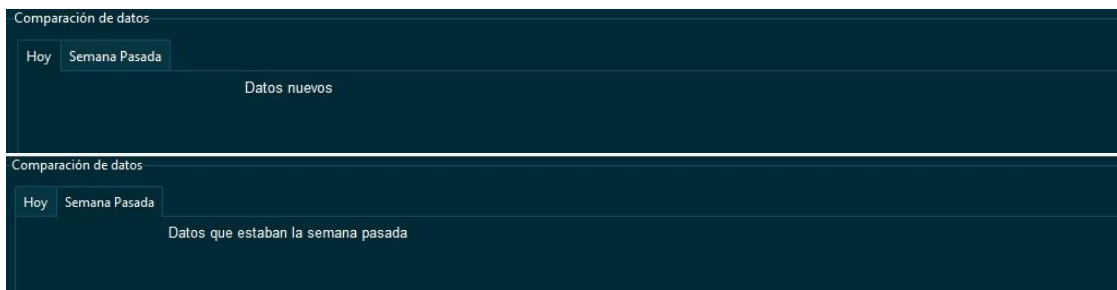 Comparación de datos
Hoy Semana Pasada
Datos nuevos
Comparación de datos
Hoy Semana Pasada
Datos que estaban la semana pasada